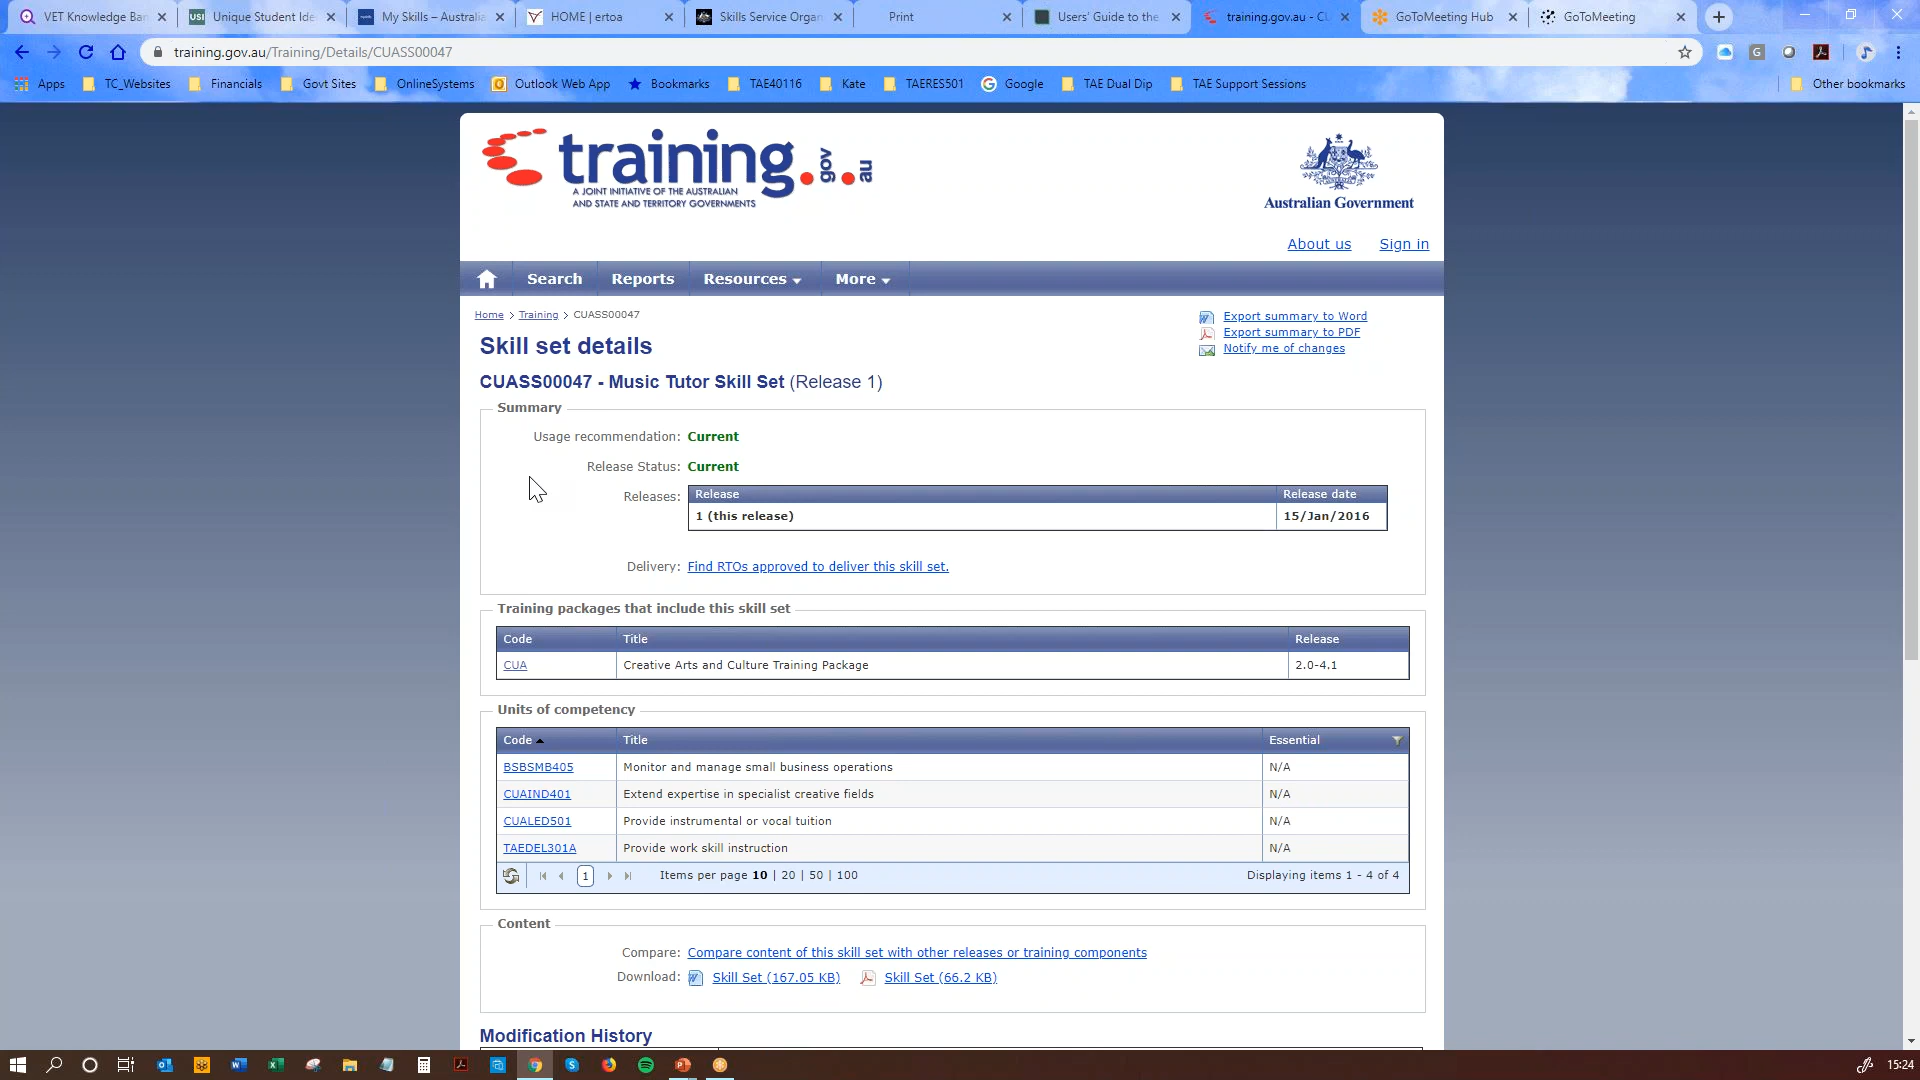 VET Knowledge Ban
Unique Student Ide
My Skills – Australia
HOME | ertoa
Skills Service Organ
Print
Users' Guide to the
training.gov.au - CU
GoToMeeting Hub
GoToMeeting
training.gov.au/Training/Details/CUASS00047
Apps
TC_Websites
Financials
Govt Sites
OnlineSystems
Outlook Web App
Bookmarks
TAE40116
Kate
TAERES501
Google
TAE Dual Dip
TAE Support Sessions
Other bookmarks
training.gov.au
A JOINT INITIATIVE OF THE AUSTRALIAN
AND STATE AND TERRITORY GOVERNMENTS
Australian Government
About us Sign in
Search Reports Resources More
Home > Training > CUASS00047
Export summary to Word
Export summary to PDF
Notify me of changes
Skill set details
CUASS00047 - Music Tutor Skill Set (Release 1)
Summary
Usage recommendation: Current
Release Status: Current
Releases:
Release Release date
1 (this release) 15/Jan/2016
Delivery: Find RTOs approved to deliver this skill set.
Training packages that include this skill set
Code Title Release
CUA Creative Arts and Culture Training Package 2.0-4.1
Units of competency
Code Title Essential
BSBSMB405 Monitor and manage small business operations N/A
CUAIND401 Extend expertise in specialist creative fields N/A
CUALED501 Provide instrumental or vocal tuition N/A
TAEDEL301A Provide work skill instruction N/A
1 Items per page 10 | 20 | 50 | 100 Displaying items 1 - 4 of 4
Content
Compare: Compare content of this skill set with other releases or training components
Download: Skill Set (167.05 KB) Skill Set (66.2 KB)
Modification History
15:24